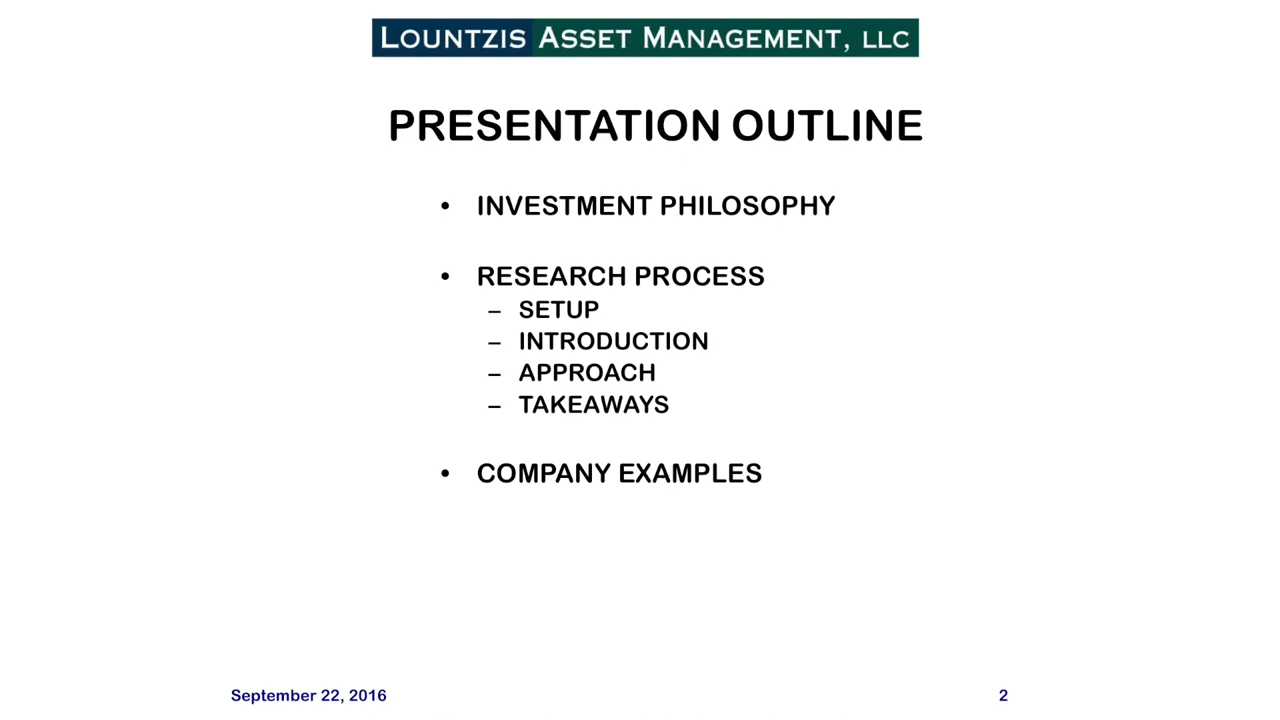 LOUNTZIS ASSET MANAGEMENT, LLC
PRESENTATION OUTLINE
• INVESTMENT PHILOSOPHY
• RESEARCH PROCESS
– SETUP
– INTRODUCTION
– APPROACH
– TAKEAWAYS
• COMPANY EXAMPLES
September 22, 2016 2